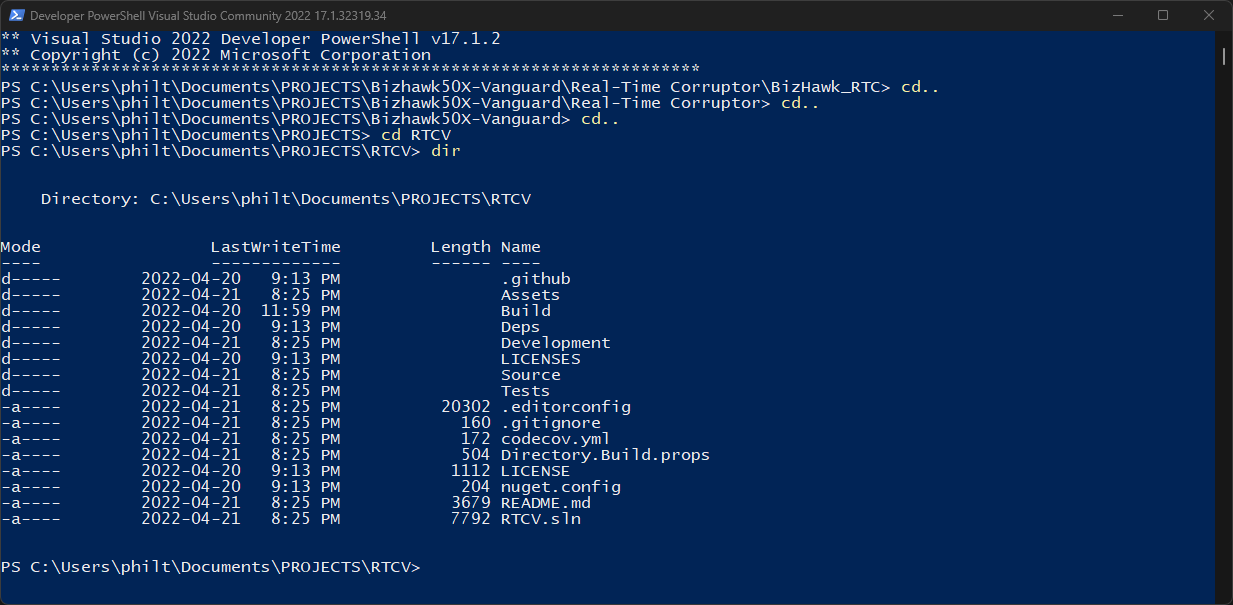 Developer PowerShell Visual Studio Community 2022 17.1.32319.34
** Visual Studio 2022 Developer PowerShell v17.1.2
** Copyright (c) 2022 Microsoft Corporation
**********************************************************************
PS C:\Users\philt\Documents\PROJECTS\Bizhawk50X-Vanguard\Real-Time Corruptor\BizHawk_RTC> cd..
PS C:\Users\philt\Documents\PROJECTS\Bizhawk50X-Vanguard\Real-Time Corruptor> cd..
PS C:\Users\philt\Documents\PROJECTS\Bizhawk50X-Vanguard> cd..
PS C:\Users\philt\Documents\PROJECTS> cd RTCV
PS C:\Users\philt\Documents\PROJECTS\RTCV> dir
    Directory: C:\Users\philt\Documents\PROJECTS\RTCV
Mode                 LastWriteTime         Length Name
----                 -------------         ------ ----
d-----        2022-04-20   9:13 PM                .github
d-----        2022-04-21   8:25 PM                Assets
d-----        2022-04-20  11:59 PM                Build
d-----        2022-04-20   9:13 PM                Deps
d-----        2022-04-21   8:25 PM                Development
d-----        2022-04-20   9:13 PM                LICENSES
d-----        2022-04-21   8:25 PM                Source
d-----        2022-04-21   8:25 PM                Tests
-a----        2022-04-21   8:25 PM          20302 .editorconfig
-a----        2022-04-21   8:25 PM            160 .gitignore
-a----        2022-04-21   8:25 PM            172 codecov.yml
-a----        2022-04-21   8:25 PM            504 Directory.Build.props
-a----        2022-04-20   9:13 PM           1112 LICENSE
-a----        2022-04-20   9:13 PM            204 nuget.config
-a----        2022-04-21   8:25 PM           3679 README.md
-a----        2022-04-21   8:25 PM           7792 RTCV.sln
PS C:\Users\philt\Documents\PROJECTS\RTCV>